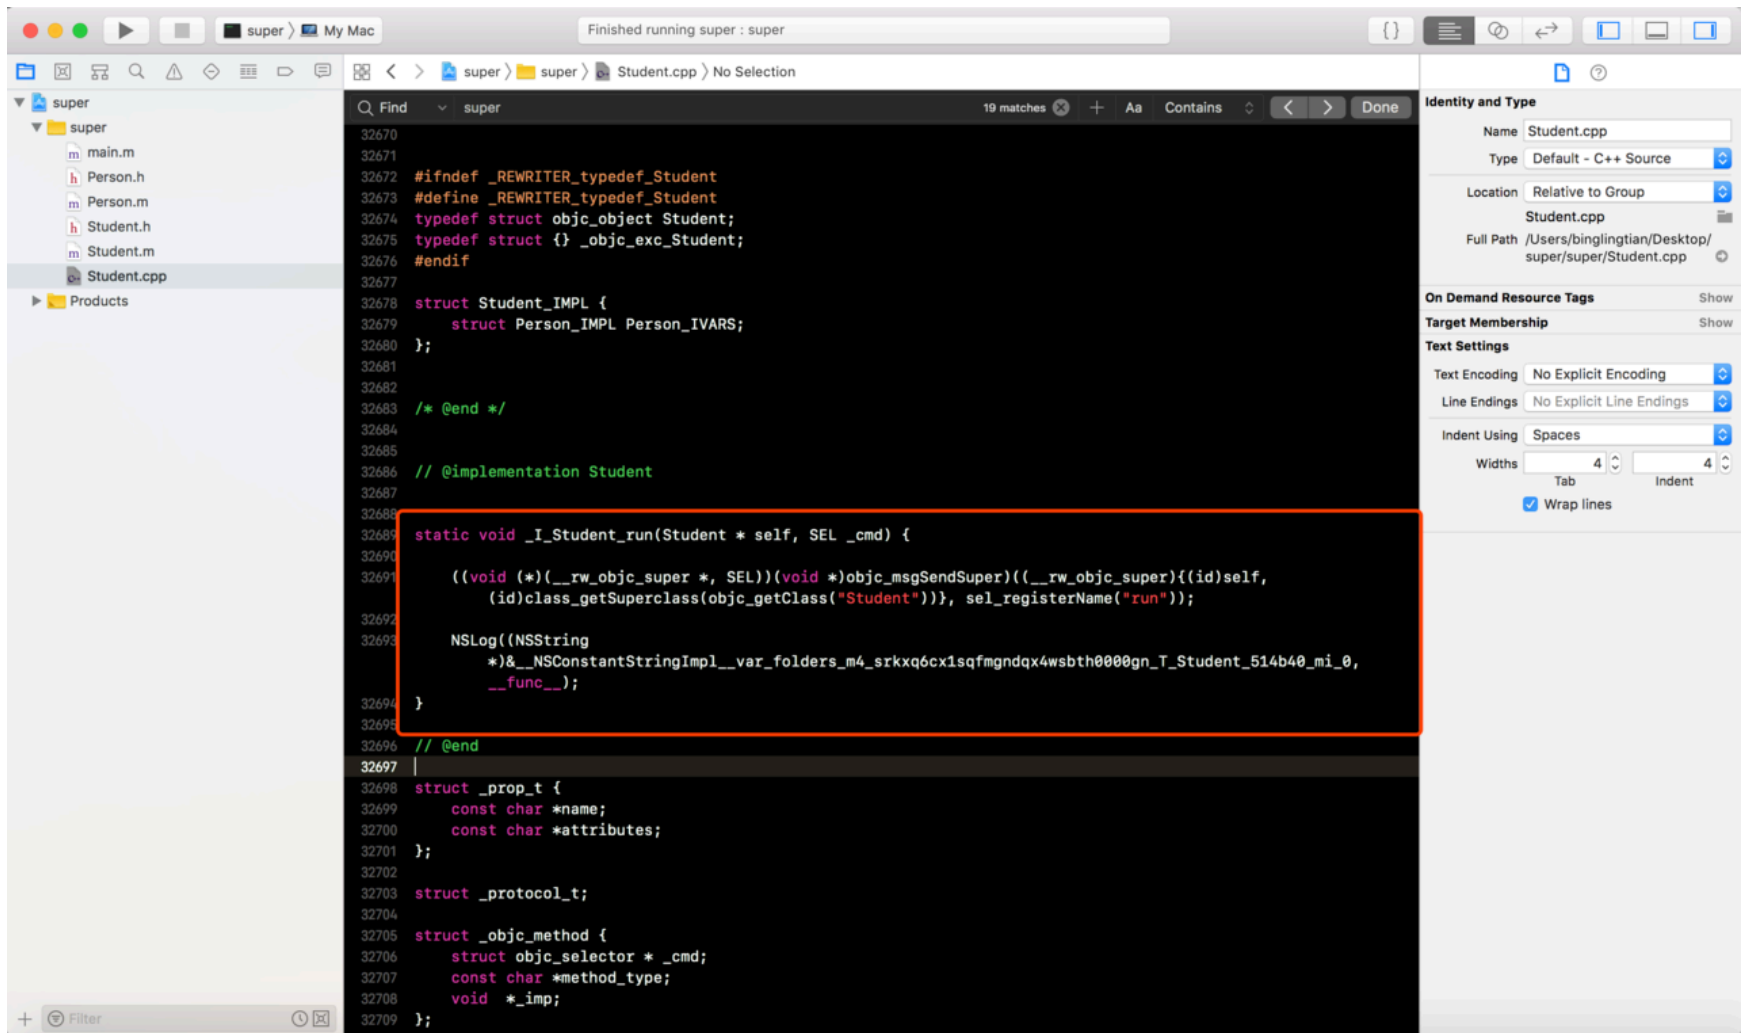 super 〉 My Mac
Finished running super : super
{ }
super 〉 super 〉 Student.cpp 〉 No Selection
super
super
m main.m
h Person.h
m Person.m
h Student.h
m Student.m
Student.cpp
Products
Filter
Find super 19 matches Aa Contains Done
32670
32671
32672 #ifndef _REWRITER_typedef_Student
32673 #define _REWRITER_typedef_Student
32674 typedef struct objc_object Student;
32675 typedef struct {} _objc_exc_Student;
32676 #endif
32677
32678 struct Student_IMPL {
32679 struct Person_IMPL Person_IVARS;
32680 };
32681
32682
32683 /* @end */
32684
32685
32686 // @implementation Student
32687
32688
32689 static void _I_Student_run(Student * self, SEL _cmd) {
32690
32691 ((void (*)(__rw_objc_super *, SEL))(void *)objc_msgSendSuper)((__rw_objc_super){(id)self,
(id)class_getSuperclass(objc_getClass("Student"))}, sel_registerName("run"));
32692
32693 NSLog((NSString
*)&__NSConstantStringImpl__var_folders_m4_srkxq6cx1sqfmgndqx4wsbth0000gn_T_Student_514b40_mi_0,
__func__);
32694 }
32695
32696 // @end
32697
32698 struct _prop_t {
32699 const char *name;
32700 const char *attributes;
32701 };
32702
32703 struct _protocol_t;
32704
32705 struct _objc_method {
32706 struct objc_selector * _cmd;
32707 const char *method_type;
32708 void *_imp;
32709 };
Identity and Type
Name Student.cpp
Type Default - C++ Source
Location Relative to Group
Student.cpp
Full Path /Users/binglingtian/Desktop/
super/super/Student.cpp
On Demand Resource Tags Show
Target Membership Show
Text Settings
Text Encoding No Explicit Encoding
Line Endings No Explicit Line Endings
Indent Using Spaces
Widths 4 4
Tab Indent
Wrap lines